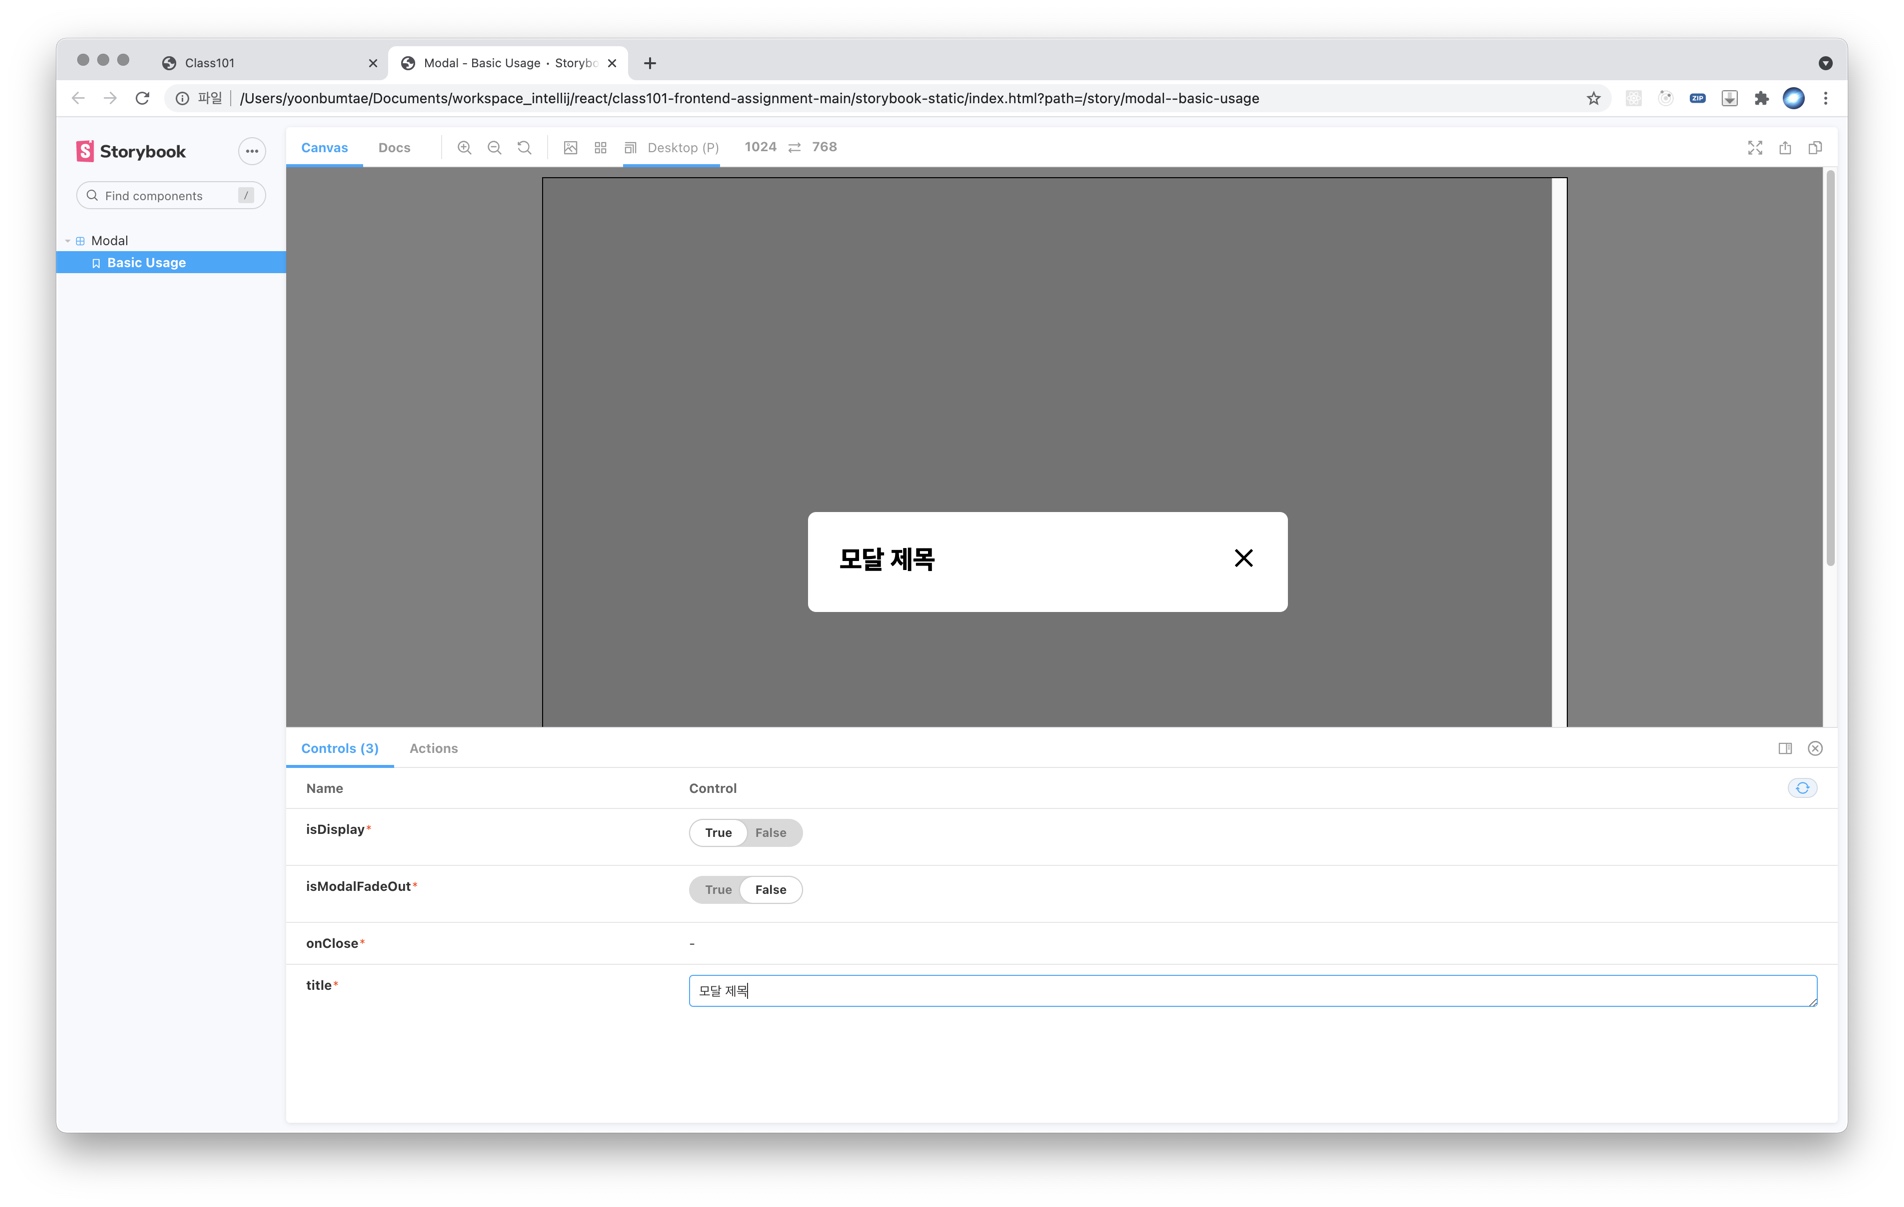 Class101
Modal - Basic Usage · Storybo
파일 /Users/yoonbumtae/Documents/workspace_intellij/react/class101-frontend-assignment-main/storybook-static/index.html?path=/story/modal--basic-usage
ZIP
Storybook
Canvas Docs Desktop (P) 1024 768
Find components /
Modal
Basic Usage
모달 제목
Controls (3) Actions
Name Control
isDisplay* True False
isModalFadeOut* True False
onClose* -
title* 모달 제목